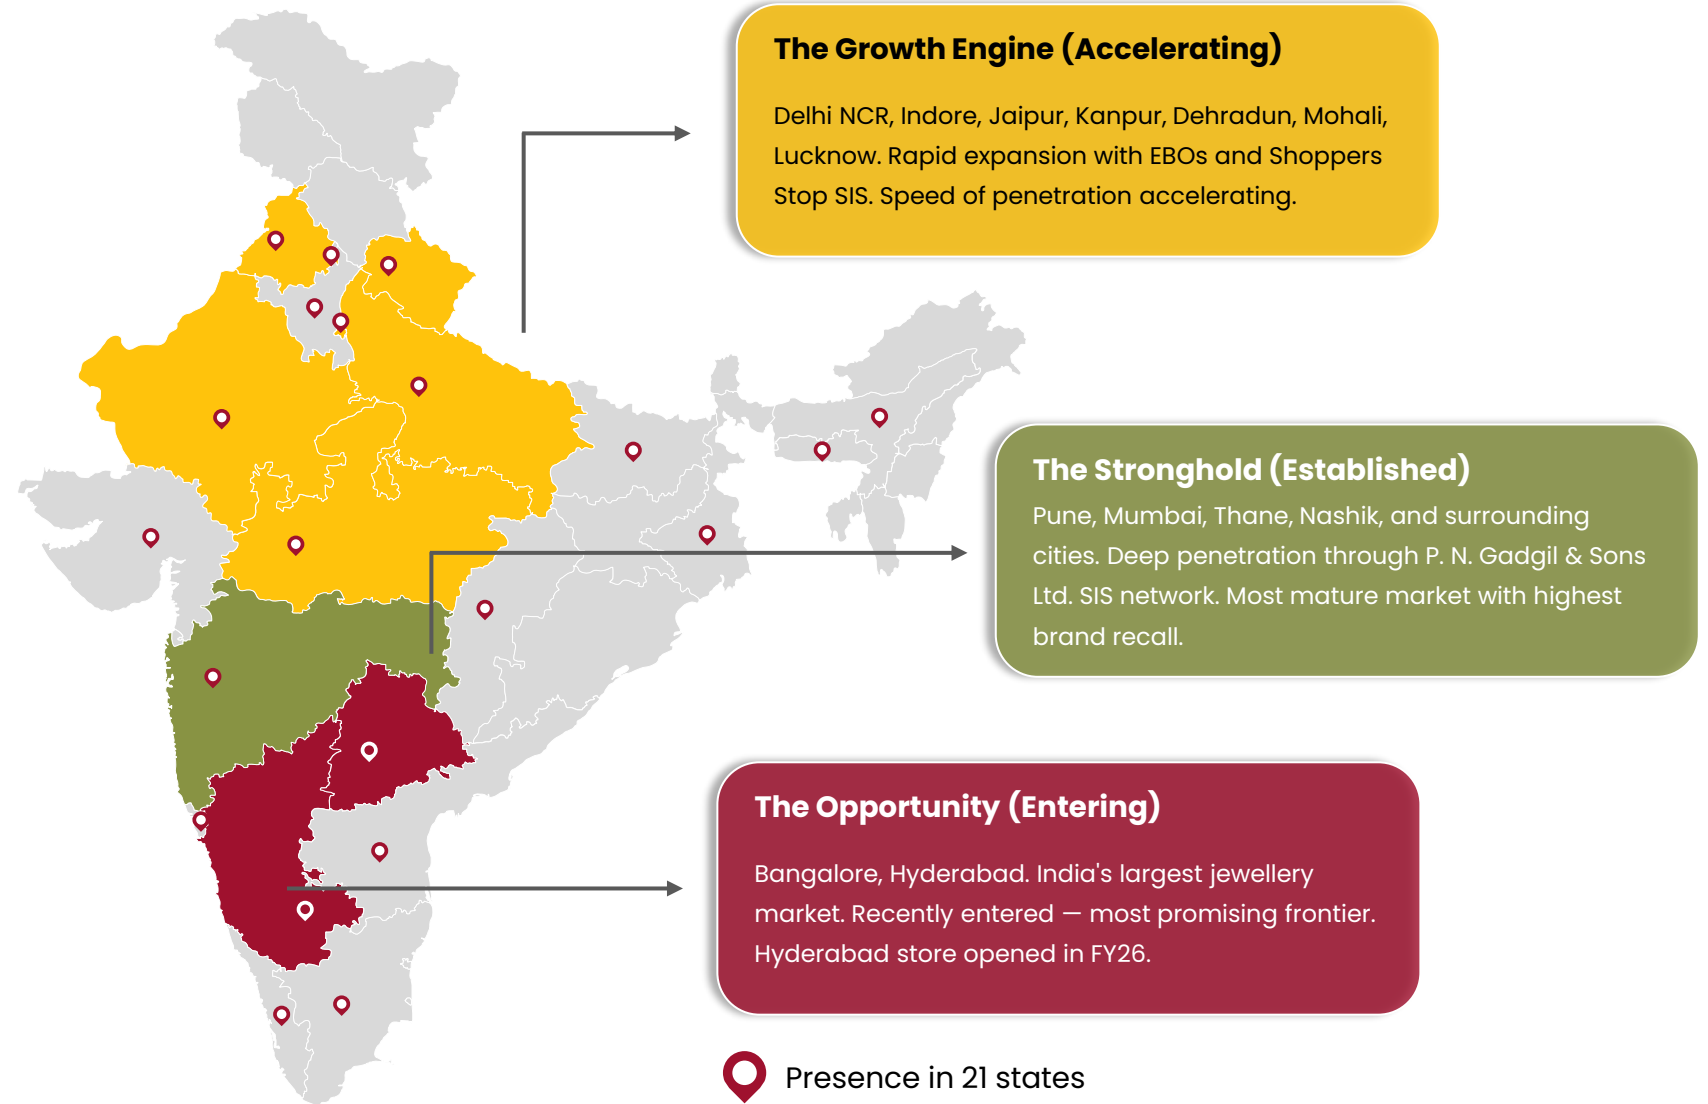 The Growth Engine (Accelerating)
Delhi NCR, Indore, Jaipur, Kanpur, Dehradun, Mohali,
Lucknow. Rapid expansion with EBOs and Shoppers
Stop SIS. Speed of penetration accelerating.
The Stronghold (Established)
Pune, Mumbai, Thane, Nashik, and surrounding
cities. Deep penetration through P. N. Gadgil & Sons
Ltd. SIS network. Most mature market with highest
brand recall.
The Opportunity (Entering)
Bangalore, Hyderabad. India's largest jewellery
market. Recently entered — most promising frontier.
Hyderabad store opened in FY26.
Presence in 21 states